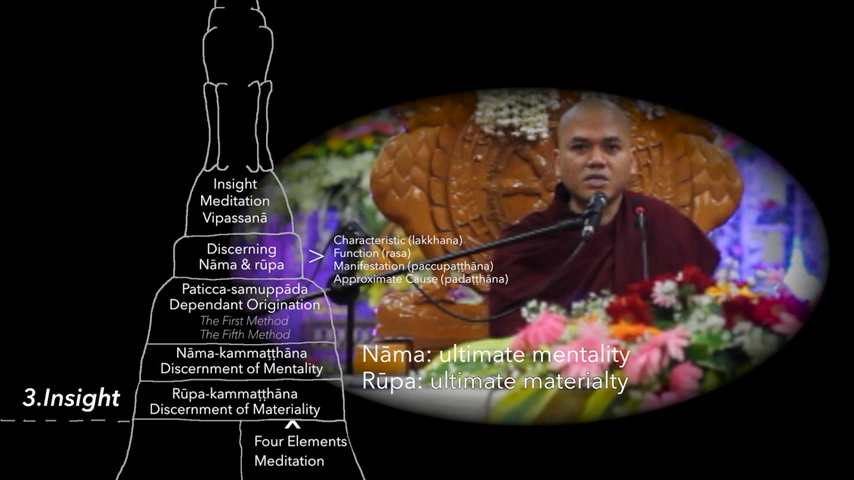 Insight
Meditation
Vipassanā
Discerning
Nāma & rūpa
>
Characteristic (lakkhana)
Function (rasa)
Manifestation (paccupaṭṭhāna)
Approximate Cause (padaṭṭhāna)
Paticca-samuppāda
Dependant Origination
The First Method
The Fifth Method
Nāma-kammaṭṭhāna
Discernment of Mentality
Nāma: ultimate mentality
Rūpa: ultimate materialty
3.Insight
Rūpa-kammaṭṭhāna
Discernment of Materiality
Four Elements
Meditation